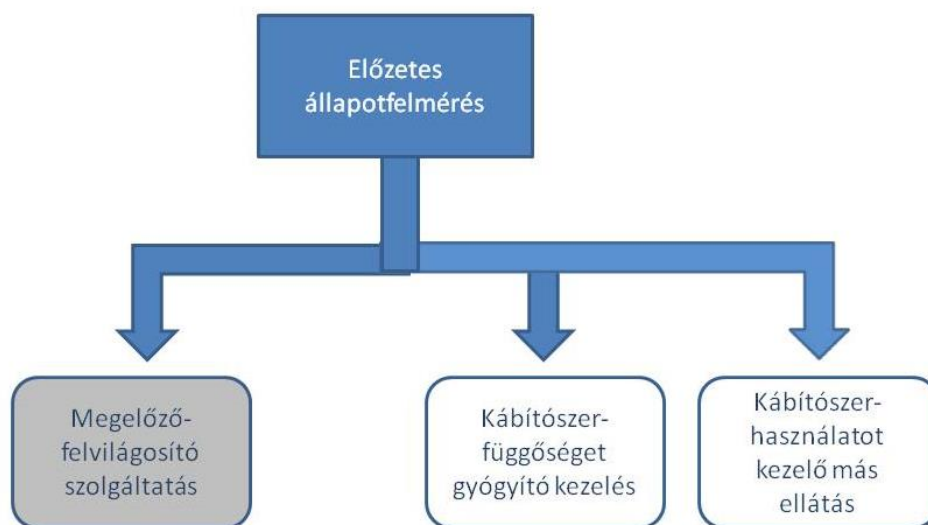 Előzetes
állapotfelmérés
Megelőző-
felvilágosító
szolgáltatás
Kábítószer-
függőséget
gyógyító kezelés
Kábítószer-
használatot
kezelő más
ellátás